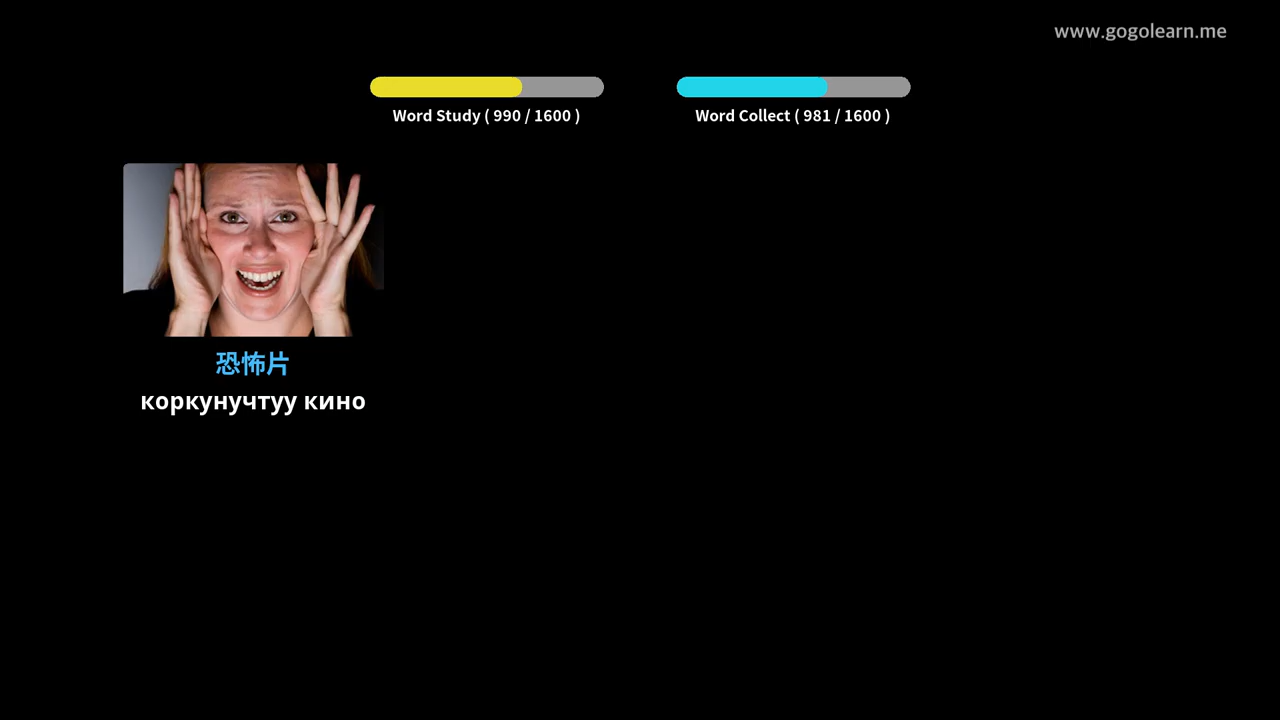 www.gogolearn.me
Word Study ( 990 / 1600 )
Word Collect ( 981 / 1600 )
恐怖片
коркунучтуу кино